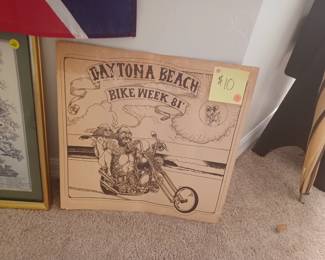 DAYTONA BEACH
BIKE WEEK 81'
$10